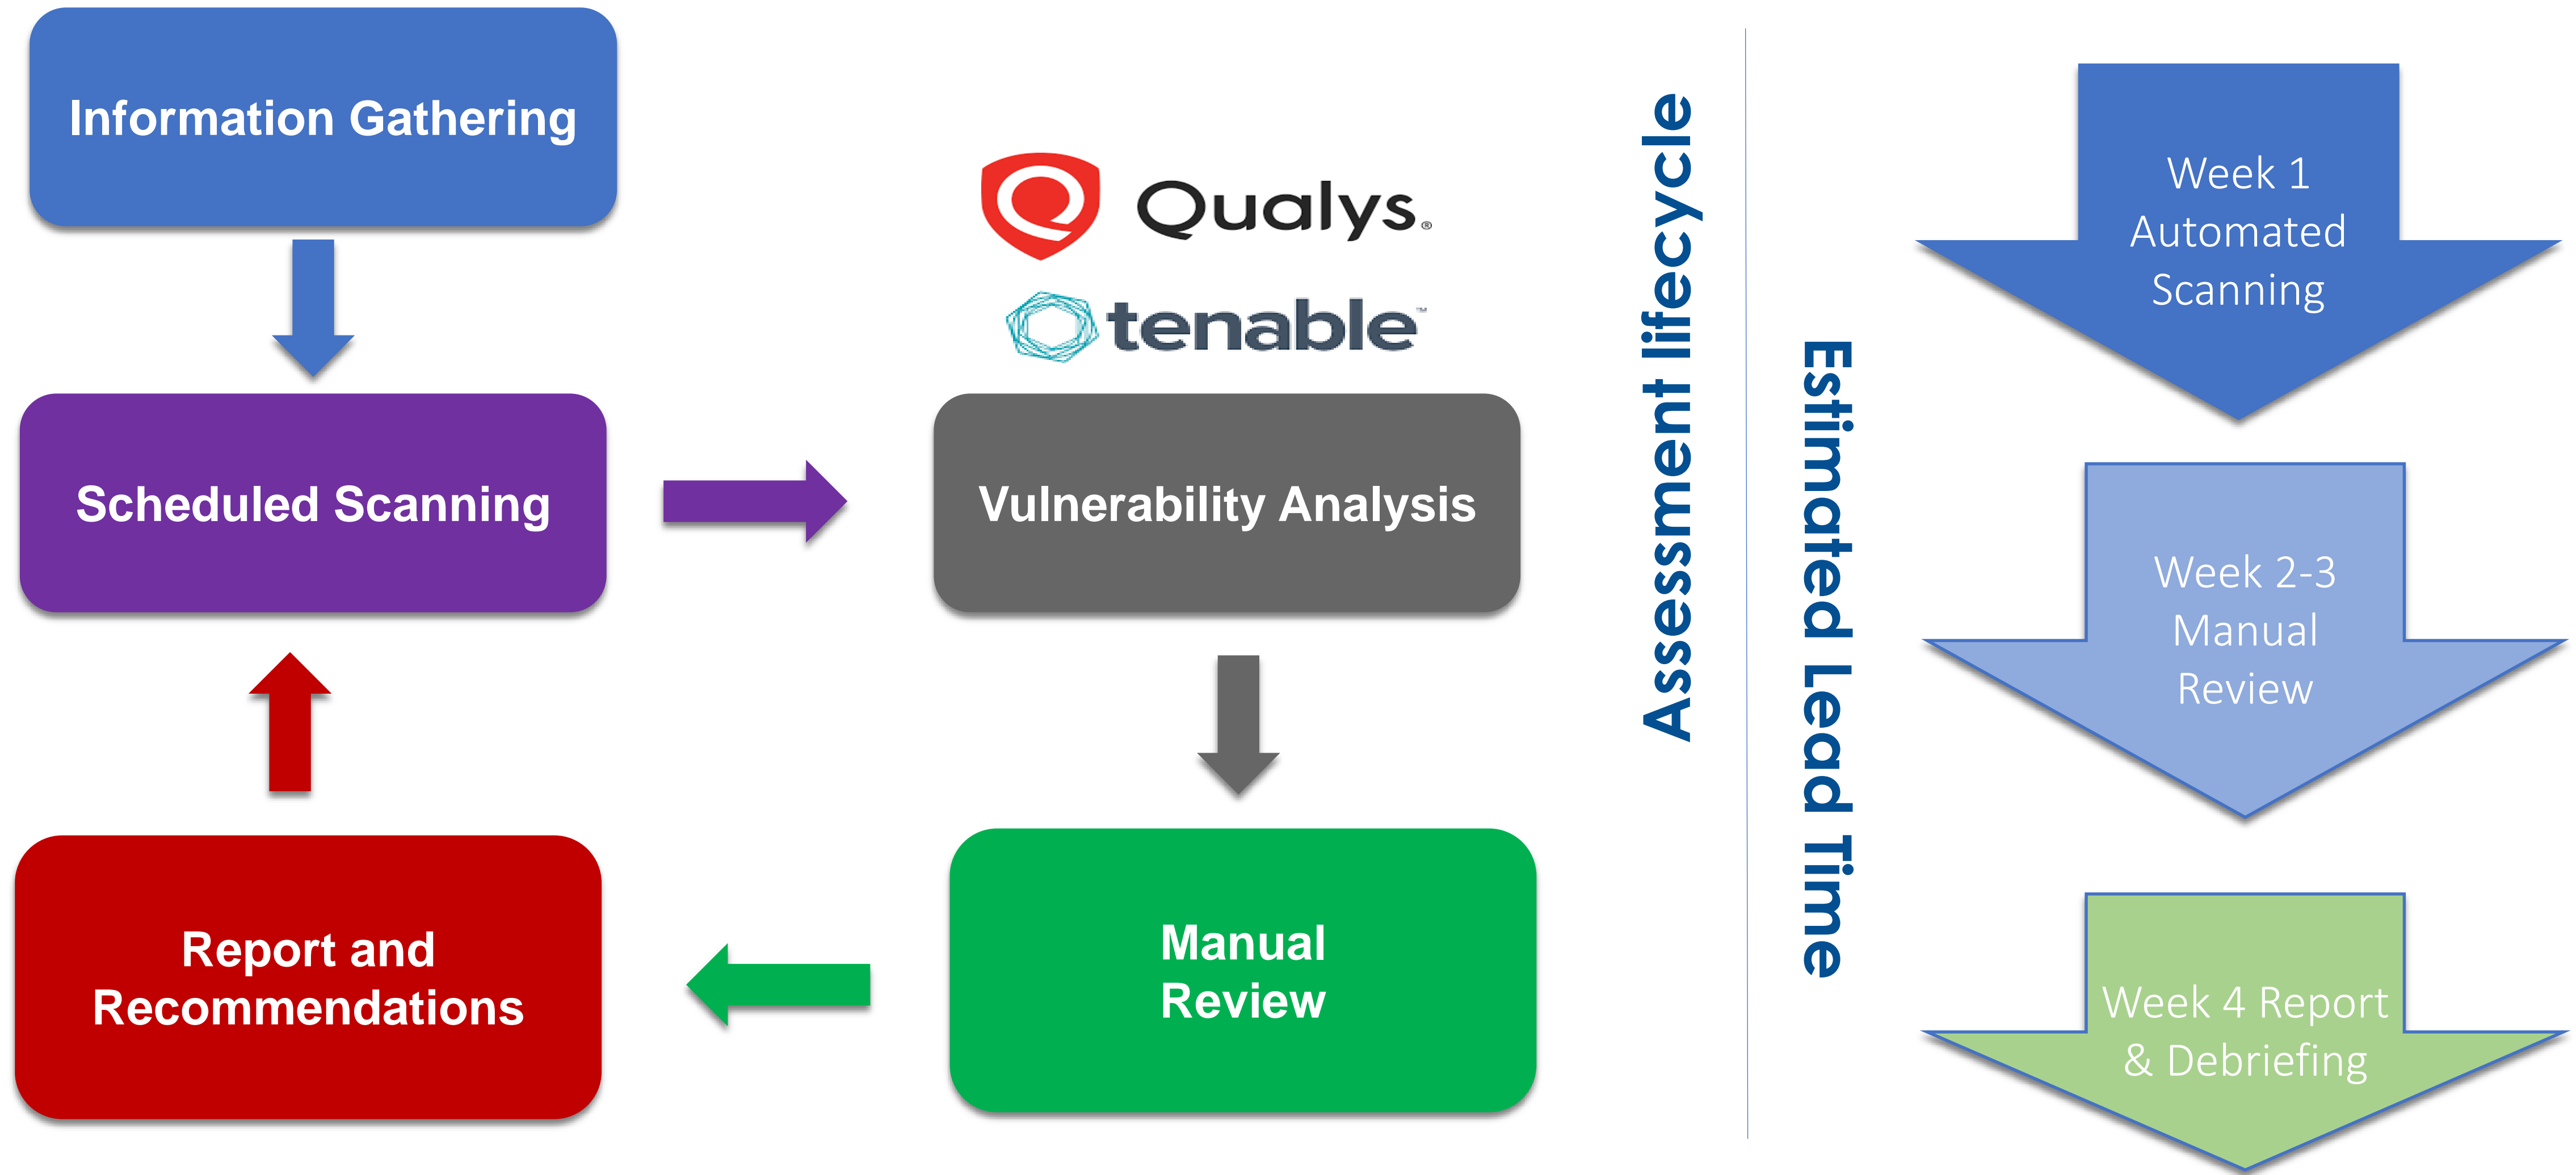 Information Gathering
Qualys®
tenable™
Scheduled Scanning
Vulnerability Analysis
Report and
Recommendations
Manual
Review
Assessment lifecycle
Estimated Lead Time
Week 1
Automated
Scanning
Week 2-3
Manual
Review
Week 4 Report
& Debriefing